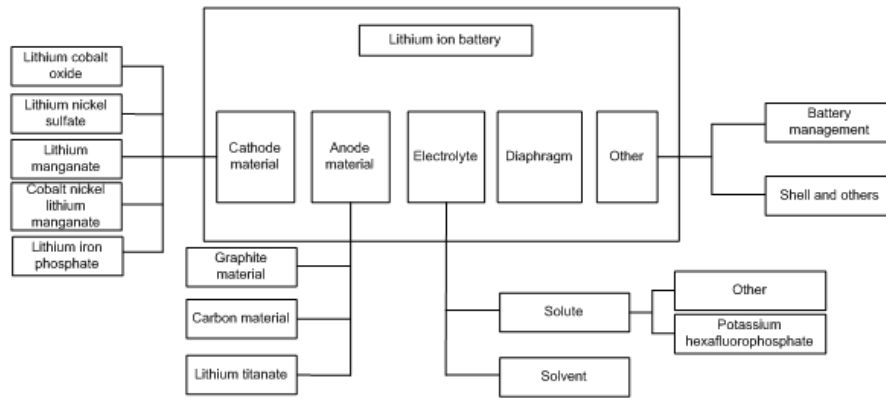 Lithium ion battery
Lithium cobalt
oxide
Lithium nickel
sulfate
Lithium
manganate
Cobalt nickel
lithium
manganate
Lithium iron
phosphate
Cathode
material
Anode
material
Electrolyte
Diaphragm
Other
Battery
management
Shell and others
Graphite
material
Carbon material
Lithium titanate
Solute
Solvent
Other
Potassium
hexafluorophosphate